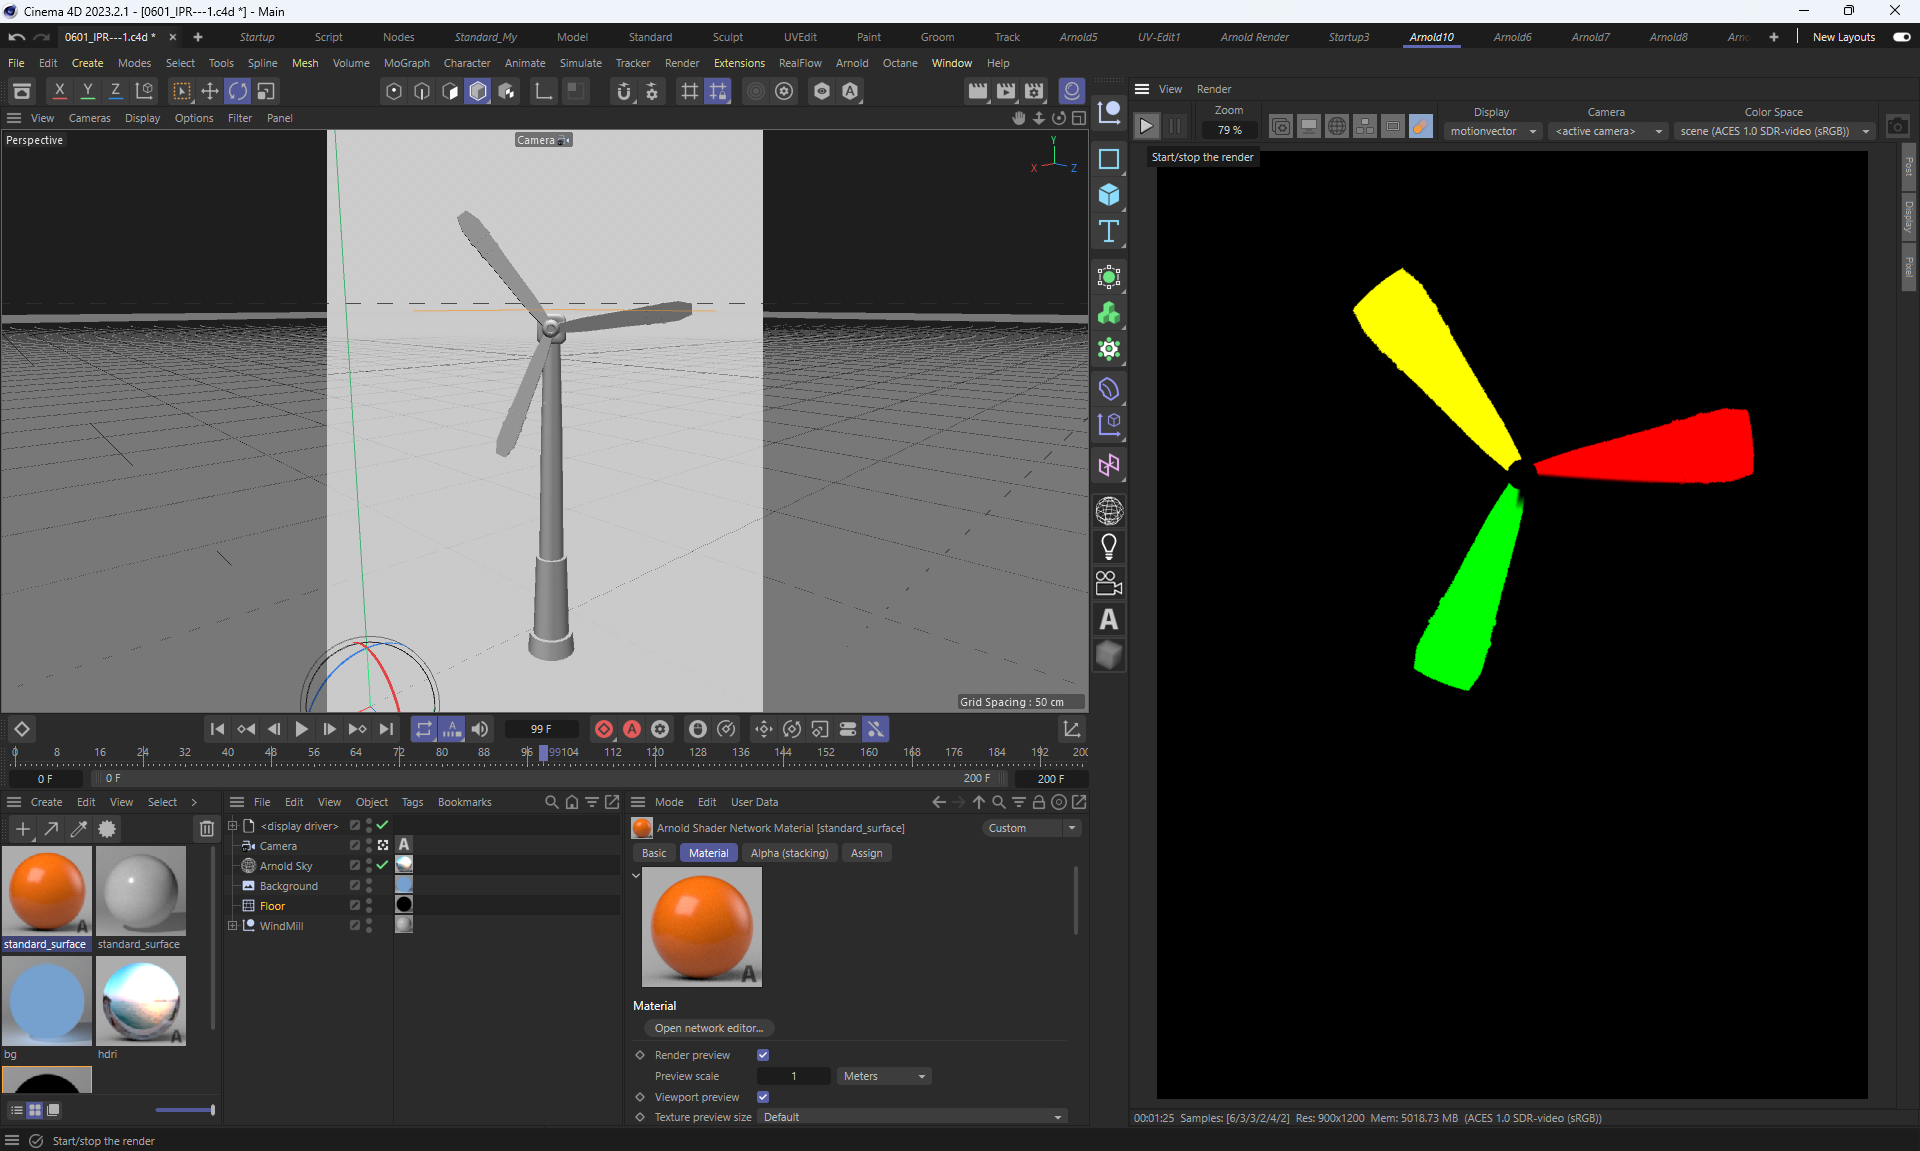 Cinema 4D 2023.2.1 - [0601_IPR---1.c4d *] - Main
0601_IPR---1.c4d * × + Startup Script Nodes Standard_My Model Standard Sculpt UVEdit Paint Groom Track Arnold5 UV-Edit1 Arnold Render Startup3 Arnold10 Arnold6 Arnold7 Arnold8 Arno + New Layouts
File Edit Create Modes Select Tools Spline Mesh Volume MoGraph Character Animate Simulate Tracker Render Extensions RealFlow Arnold Octane Window Help
X Y Z
View Render
View Cameras Display Options Filter Panel
Zoom Display Camera Color Space
79 % motionvector <active camera> scene (ACES 1.0 SDR-video (sRGB))
Perspective Camera
Start/stop the render
Y
X Z
Post
Display
Pixel
T
A
Grid Spacing : 50 cm
99 F
0 8 16 24 32 40 48 56 64 72 80 88 96 99 104 112 120 128 136 144 152 160 168 176 184 192 200
0 F 0 F 200 F 200 F
Create Edit View Select >
File Edit View Object Tags Bookmarks
Mode Edit User Data
<display driver>
Camera A
Arnold Sky
Background
Floor
WindMill
Arnold Shader Network Material [standard_surface] Custom
Basic Material Alpha (stacking) Assign
A
standard_surface standard_surface
A
bg hdri
A
Material
Open network editor...
Render preview
Preview scale 1 Meters
Viewport preview
Texture preview size Default
00:01:25 Samples: [6/3/3/2/4/2] Res: 900x1200 Mem: 5018.73 MB (ACES 1.0 SDR-video (sRGB))
Start/stop the render